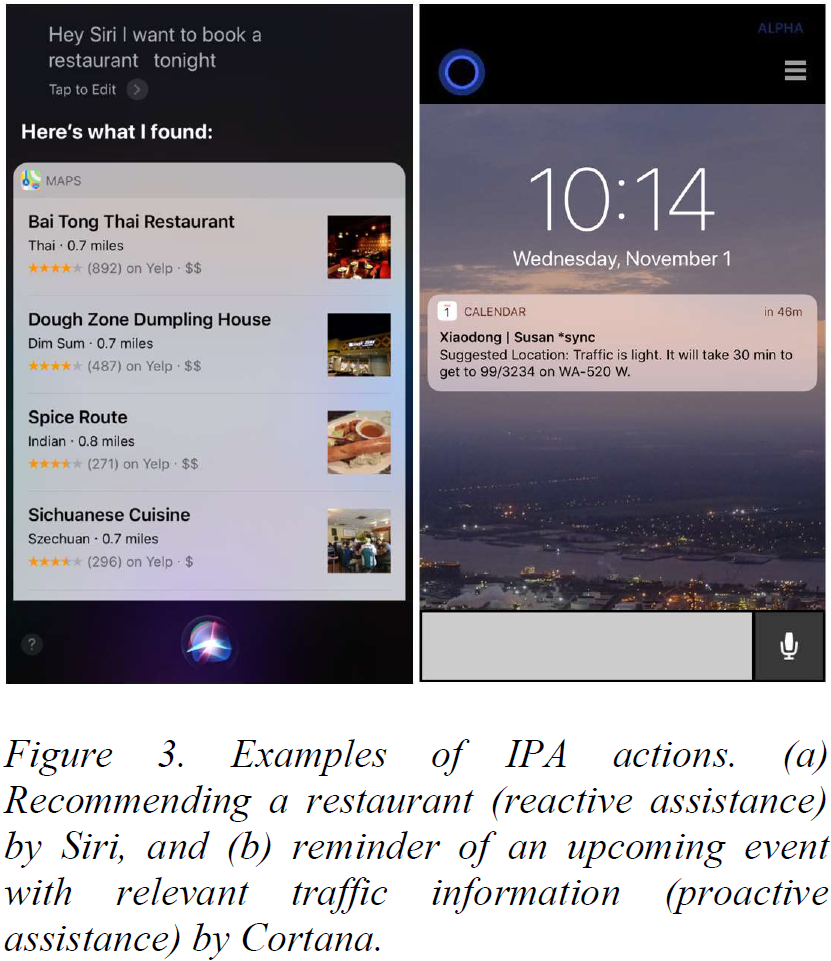 Hey Siri I want to book a
restaurant tonight
Tap to Edit
Here's what I found:
MAPS
Bai Tong Thai Restaurant
Thai · 0.7 miles
★★★★★ (892) on Yelp · $$
Dough Zone Dumpling House
Dim Sum · 0.7 miles
★★★★★ (487) on Yelp · $$
Spice Route
Indian · 0.8 miles
★★★★★ (271) on Yelp · $$
Sichuanese Cuisine
Szechuan · 0.7 miles
★★★★★ (296) on Yelp · $
?
ALPHA
10:14
Wednesday, November 1
1 CALENDAR in 46m
Xiaodong | Susan *sync
Suggested Location: Traffic is light. It will take 30 min to
get to 99/3234 on WA-520 W.
Figure 3. Examples of IPA actions. (a)
Recommending a restaurant (reactive assistance)
by Siri, and (b) reminder of an upcoming event
with relevant traffic information (proactive
assistance) by Cortana.